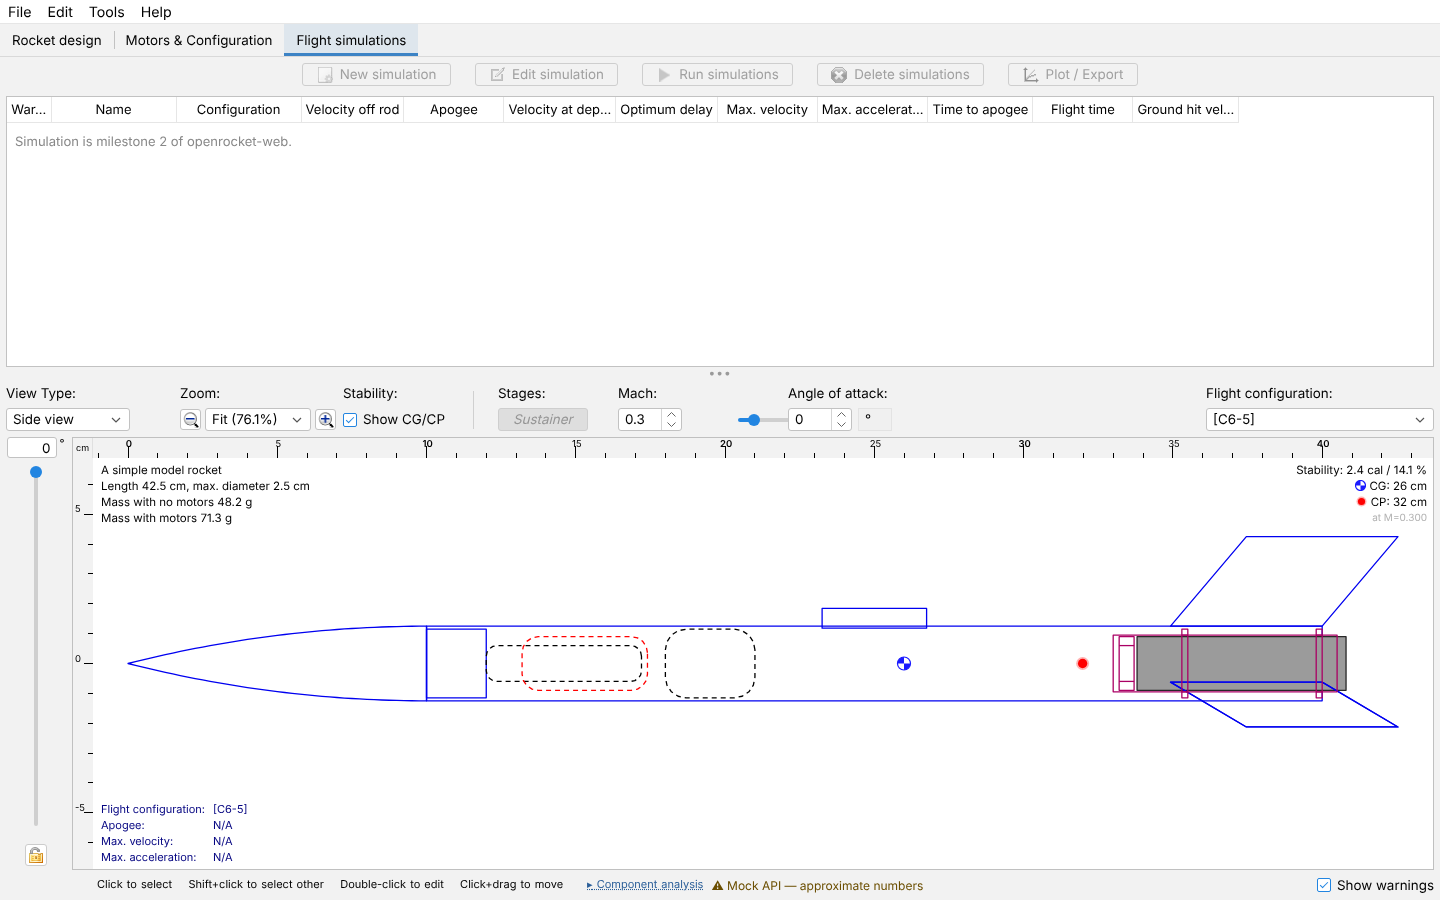 File Edit Tools Help
Rocket design Motors & Configuration Flight simulations
New simulation Edit simulation Run simulations Delete simulations Plot / Export
War... Name Configuration Velocity off rod Apogee Velocity at dep... Optimum delay Max. velocity Max. accelerat... Time to apogee Flight time Ground hit vel...
Simulation is milestone 2 of openrocket-web.
View Type: Zoom: Stability: Stages: Mach: Angle of attack: Flight configuration:
Side view Fit (76.1%) Show CG/CP Sustainer 0.3 0 ° [C6-5]
0 ° cm 0 5 10 15 20 25 30 35 40
A simple model rocket
Length 42.5 cm, max. diameter 2.5 cm
Mass with no motors 48.2 g
Mass with motors 71.3 g
Stability: 2.4 cal / 14.1 %
CG: 26 cm
CP: 32 cm
at M=0.300
5
0
-5
Flight configuration: [C6-5]
Apogee: N/A
Max. velocity: N/A
Max. acceleration: N/A
Click to select Shift+click to select other Double-click to edit Click+drag to move ▸ Component analysis ⚠ Mock API — approximate numbers Show warnings